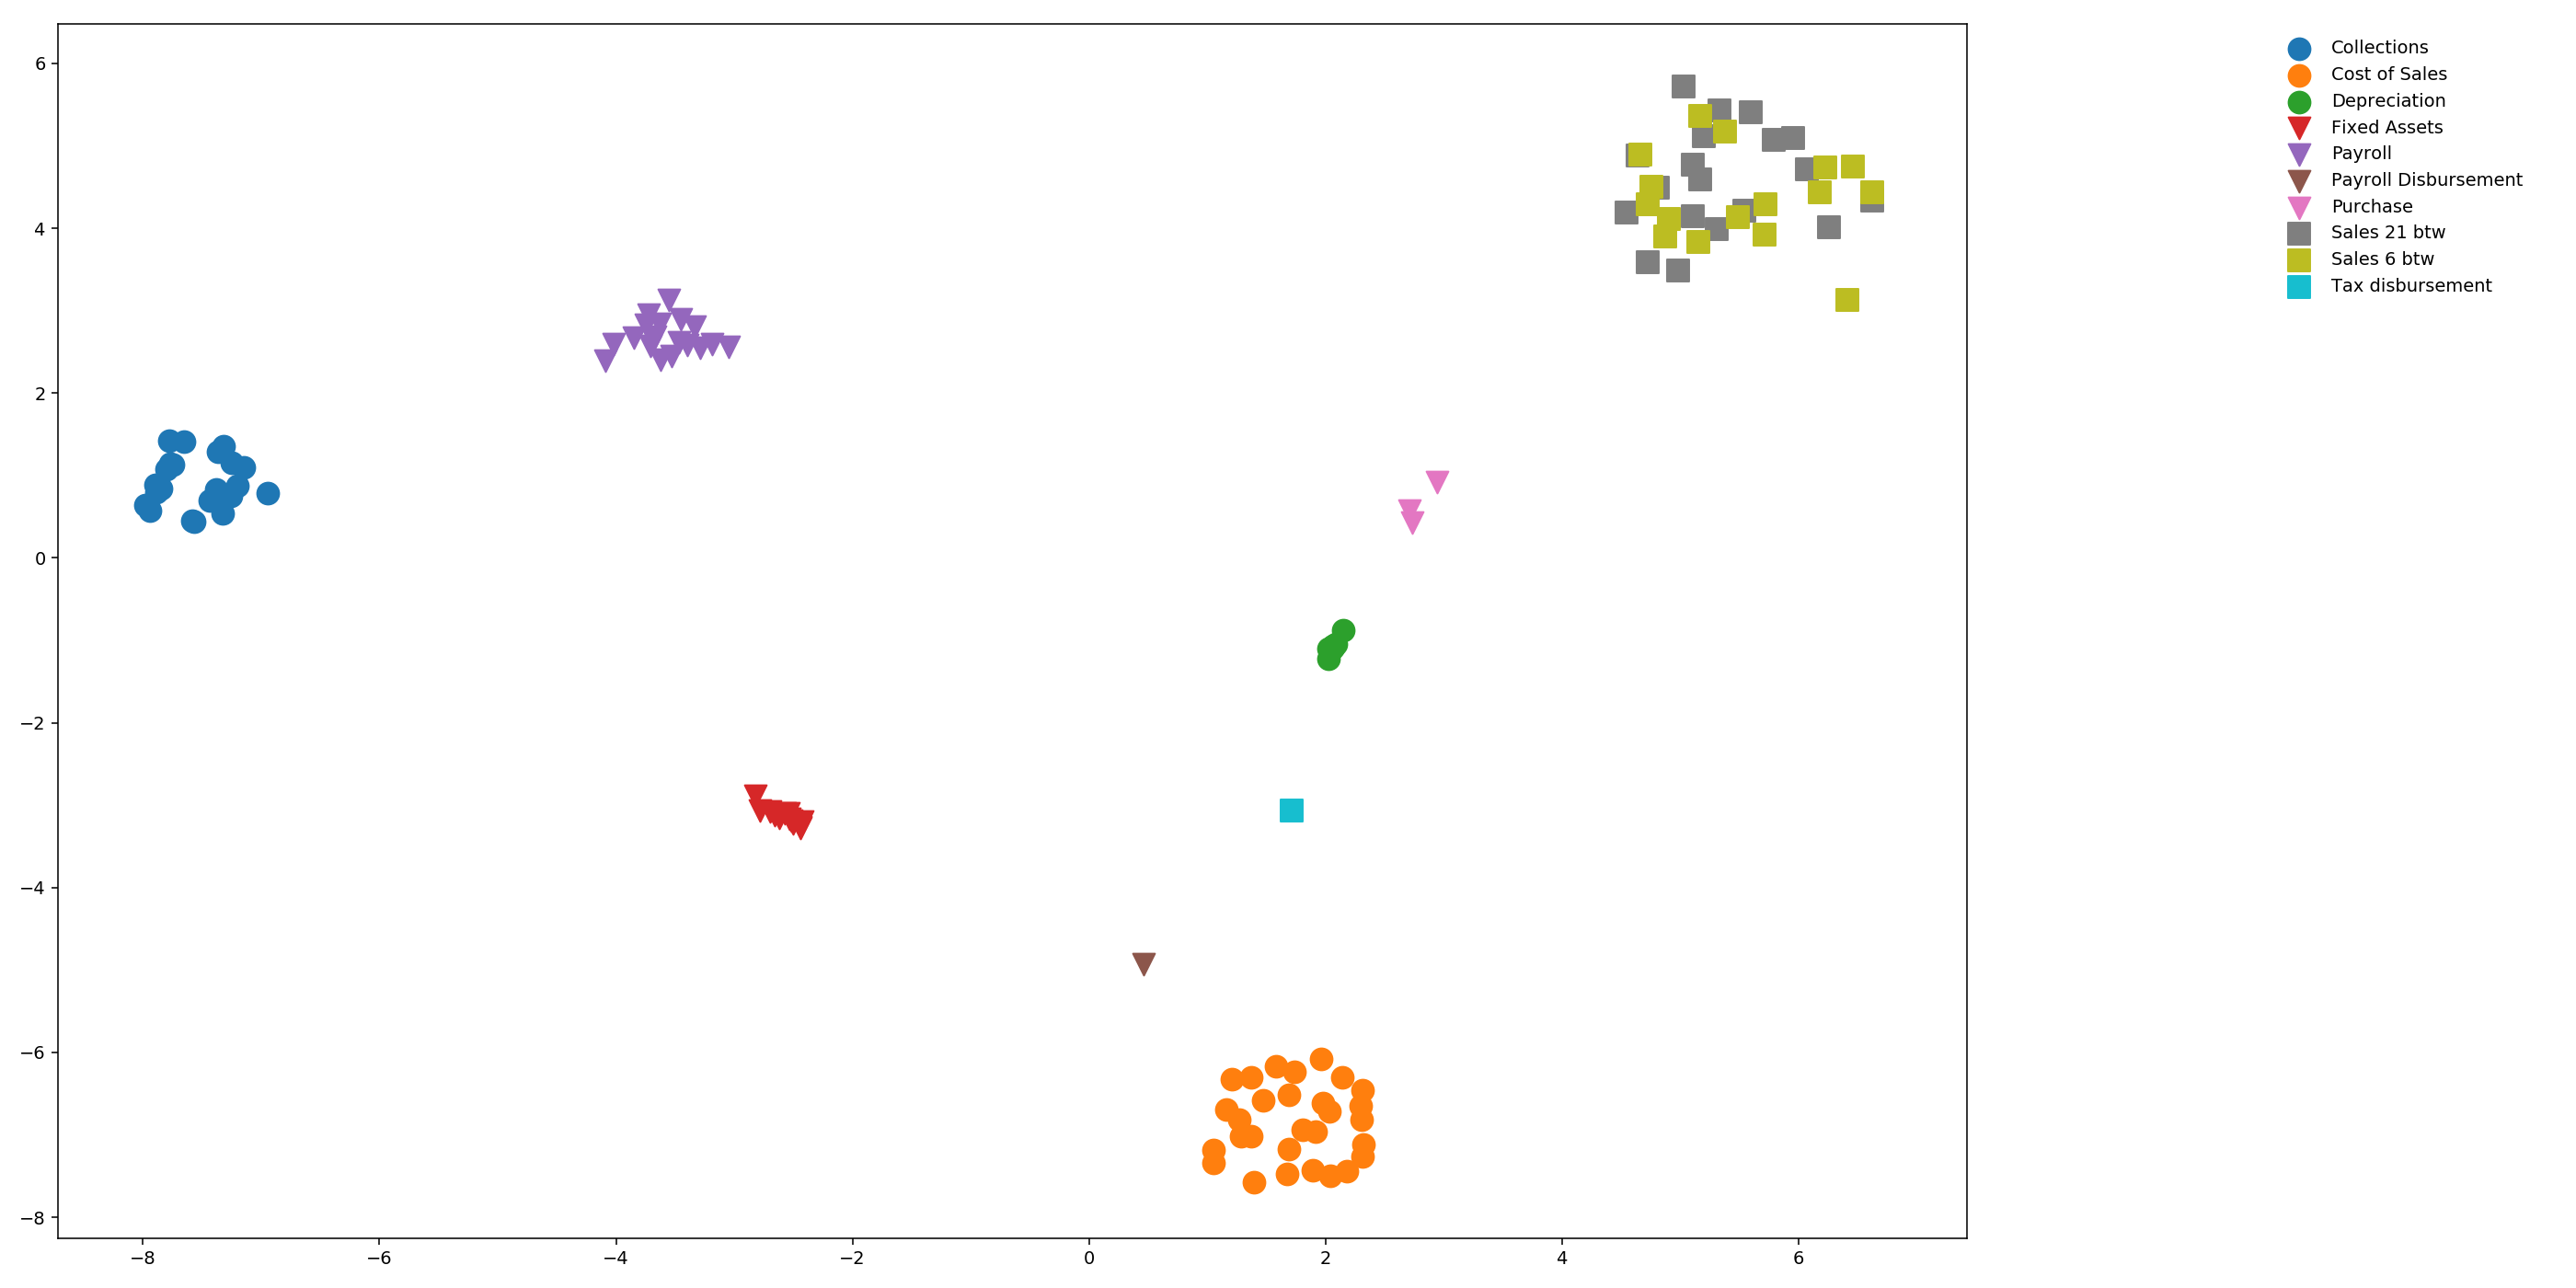 6
4
2
0
−2
−4
−6
−8
−8 −6 −4 −2 0 2 4 6
Collections
Cost of Sales
Depreciation
Fixed Assets
Payroll
Payroll Disbursement
Purchase
Sales 21 btw
Sales 6 btw
Tax disbursement